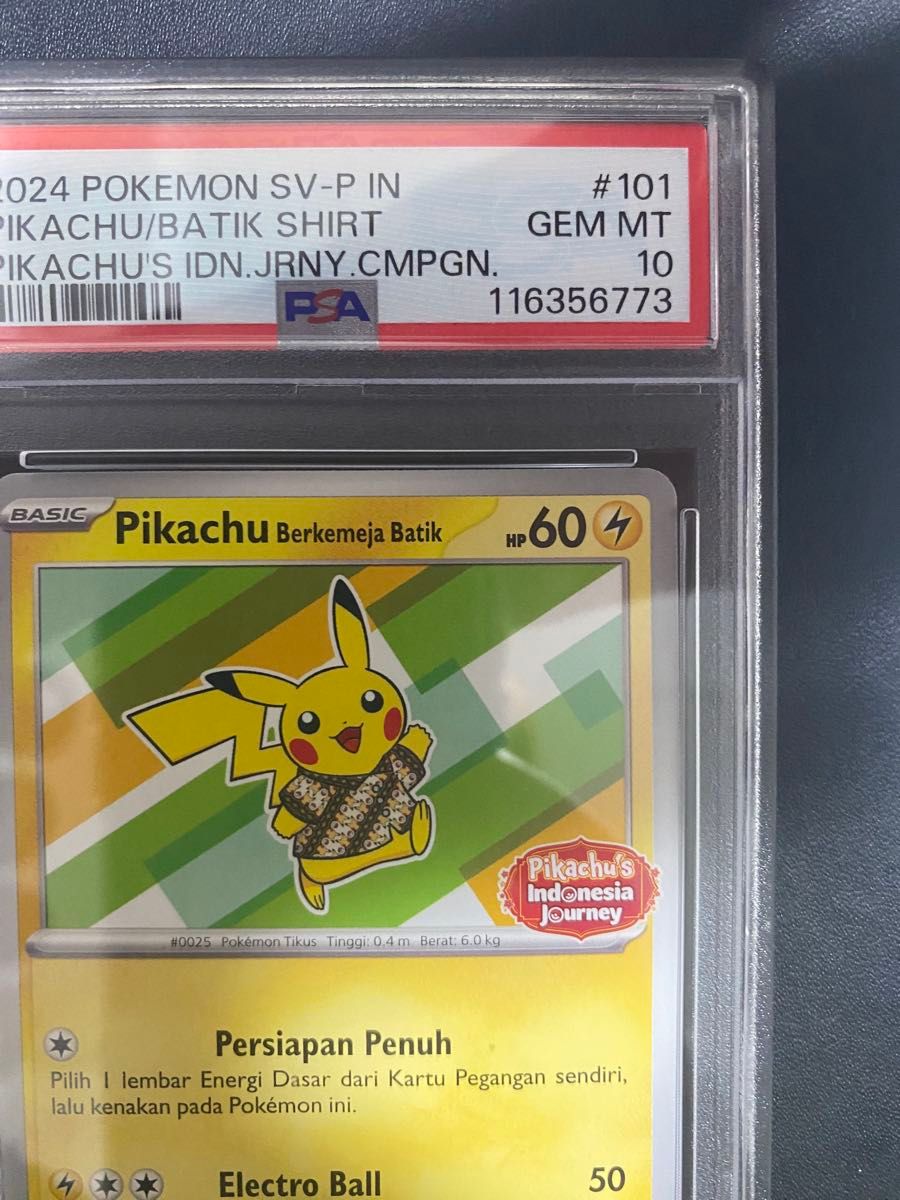 2024 POKEMON SV-P IN #101
PIKACHU/BATIK SHIRT GEM MT
PIKACHU'S IDN.JRNY.CMPGN. 10
PSA 116356773
BASIC Pikachu Berkemeja Batik HP 60
Pikachu's
Indonesia
Journey
#0025 Pokémon Tikus Tinggi: 0.4 m Berat: 6.0 kg
Persiapan Penuh
Pilih 1 lembar Energi Dasar dari Kartu Pegangan sendiri,
lalu kenakan pada Pokémon ini.
Electro Ball 50